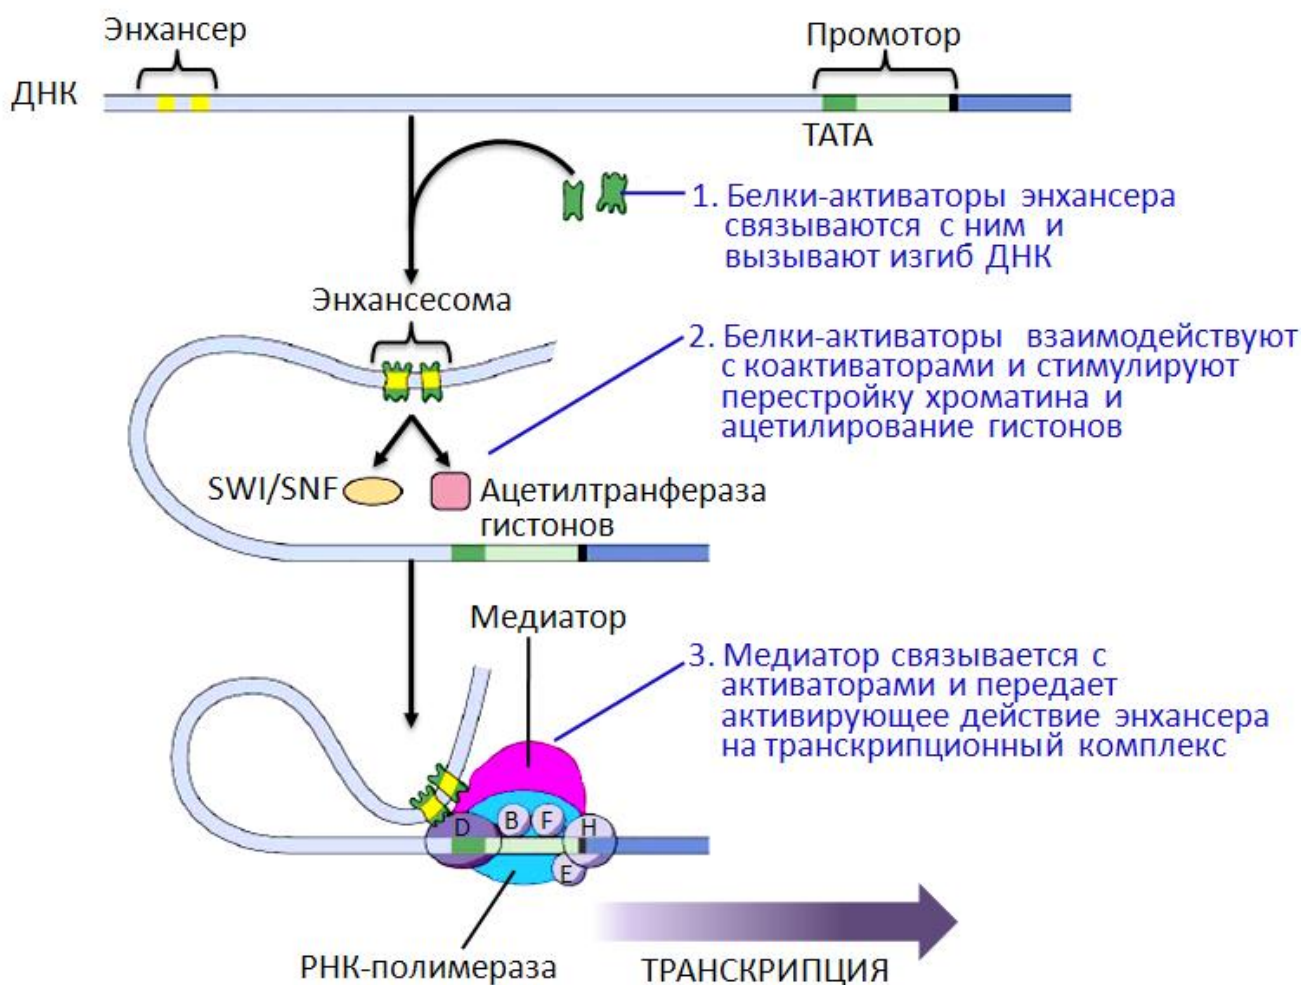 Энхансер
Промотор
ДНК
ТАТА
1. Белки-активаторы энхансера
связываются с ним и
вызывают изгиб ДНК
Энхансесома
2. Белки-активаторы взаимодействуют
с коактиваторами и стимулируют
перестройку хроматина и
ацетилирование гистонов
SWI/SNF
Ацетилтранфераза
гистонов
Медиатор
3. Медиатор связывается с
активаторами и передает
активирующее действие энхансера
на транскрипционный комплекс
D
B
F
H
E
РНК-полимераза
ТРАНСКРИПЦИЯ